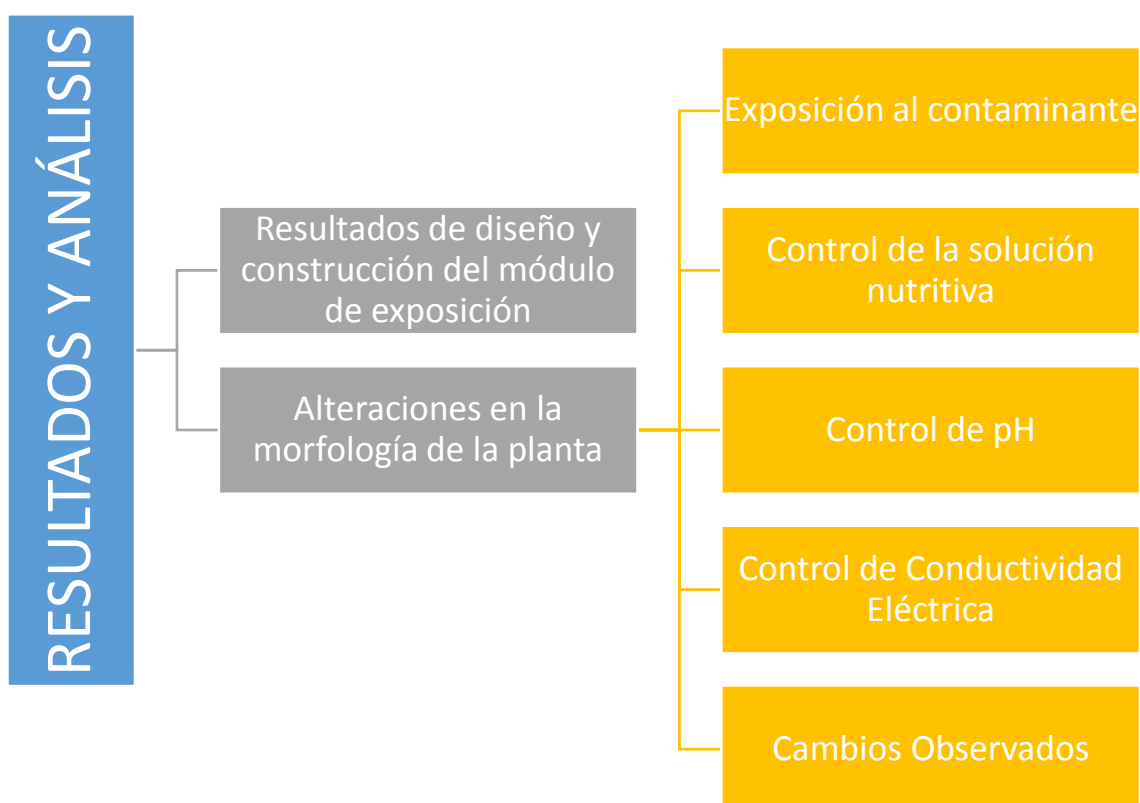 RESULTADOS Y ANÁLISIS
Resultados de diseño y
construcción del módulo
de exposición
Alteraciones en la
morfología de la planta
Exposición al contaminante
Control de la solución
nutritiva
Control de pH
Control de Conductividad
Eléctrica
Cambios Observados